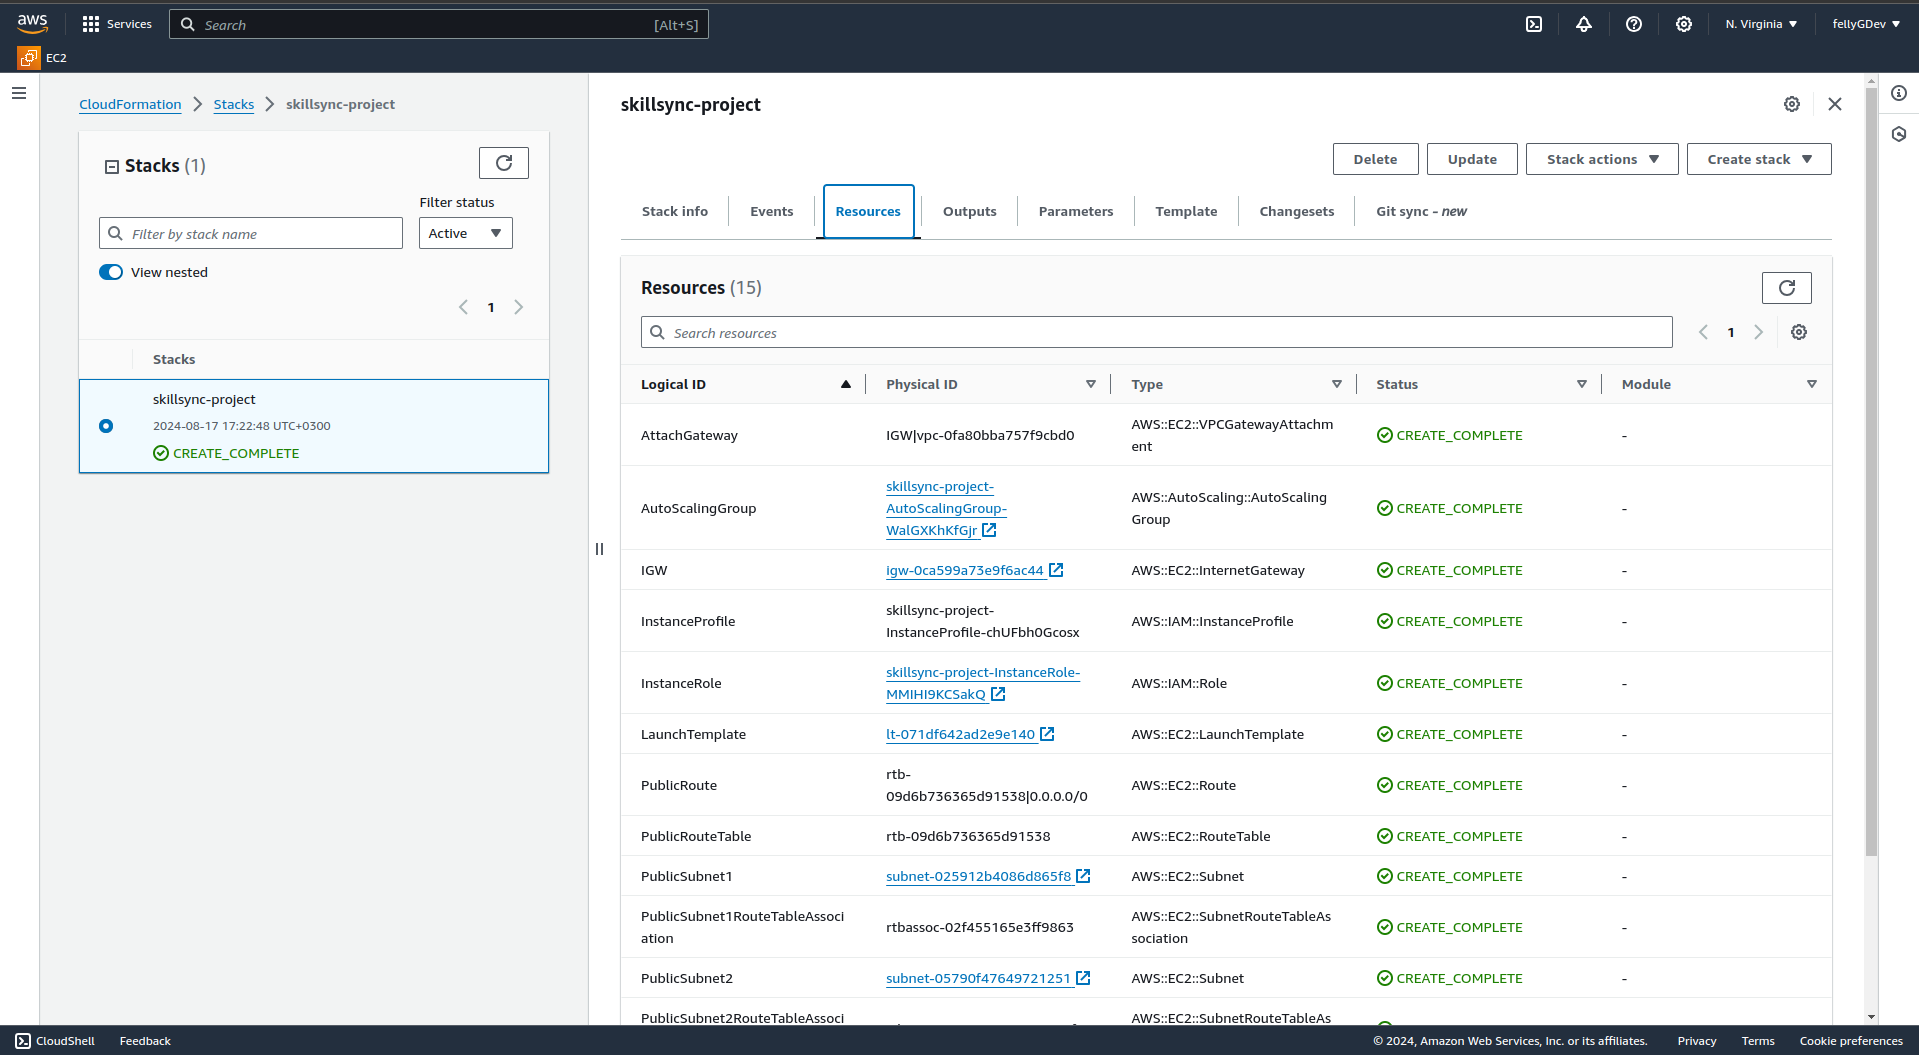 aws
Services
Search
[Alt+S]
N. Virginia
fellyGDev
EC2
CloudFormation
Stacks
skillsync-project
Stacks (1)
Filter status
Filter by stack name
Active
View nested
1
Stacks
skillsync-project
2024-08-17 17:22:48 UTC+0300
CREATE_COMPLETE
skillsync-project
Delete
Update
Stack actions
Create stack
Stack info
Events
Resources
Outputs
Parameters
Template
Changesets
Git sync - new
Resources (15)
Search resources
1
Logical ID
Physical ID
Type
Status
Module
AttachGateway
IGW|vpc-0fa80bba757f9cbd0
AWS::EC2::VPCGatewayAttachm
ent
CREATE_COMPLETE
-
AutoScalingGroup
skillsync-project-
AutoScalingGroup-
WalGXKhKfGjr
AWS::AutoScaling::AutoScaling
Group
CREATE_COMPLETE
-
IGW
igw-0ca599a73e9f6ac44
AWS::EC2::InternetGateway
CREATE_COMPLETE
-
InstanceProfile
skillsync-project-
InstanceProfile-chUFbh0Gcosx
AWS::IAM::InstanceProfile
CREATE_COMPLETE
-
InstanceRole
skillsync-project-InstanceRole-
MMIHI9KCSakQ
AWS::IAM::Role
CREATE_COMPLETE
-
LaunchTemplate
lt-071df642ad2e9e140
AWS::EC2::LaunchTemplate
CREATE_COMPLETE
-
PublicRoute
rtb-
09d6b736365d91538|0.0.0.0/0
AWS::EC2::Route
CREATE_COMPLETE
-
PublicRouteTable
rtb-09d6b736365d91538
AWS::EC2::RouteTable
CREATE_COMPLETE
-
PublicSubnet1
subnet-025912b4086d865f8
AWS::EC2::Subnet
CREATE_COMPLETE
-
PublicSubnet1RouteTableAssoci
ation
rtbassoc-02f455165e3ff9863
AWS::EC2::SubnetRouteTableAs
sociation
CREATE_COMPLETE
-
PublicSubnet2
subnet-05790f47649721251
AWS::EC2::Subnet
CREATE_COMPLETE
-
PublicSubnet2RouteTableAssoci
AWS::EC2::SubnetRouteTableAs
CloudShell
Feedback
© 2024, Amazon Web Services, Inc. or its affiliates.
Privacy
Terms
Cookie preferences